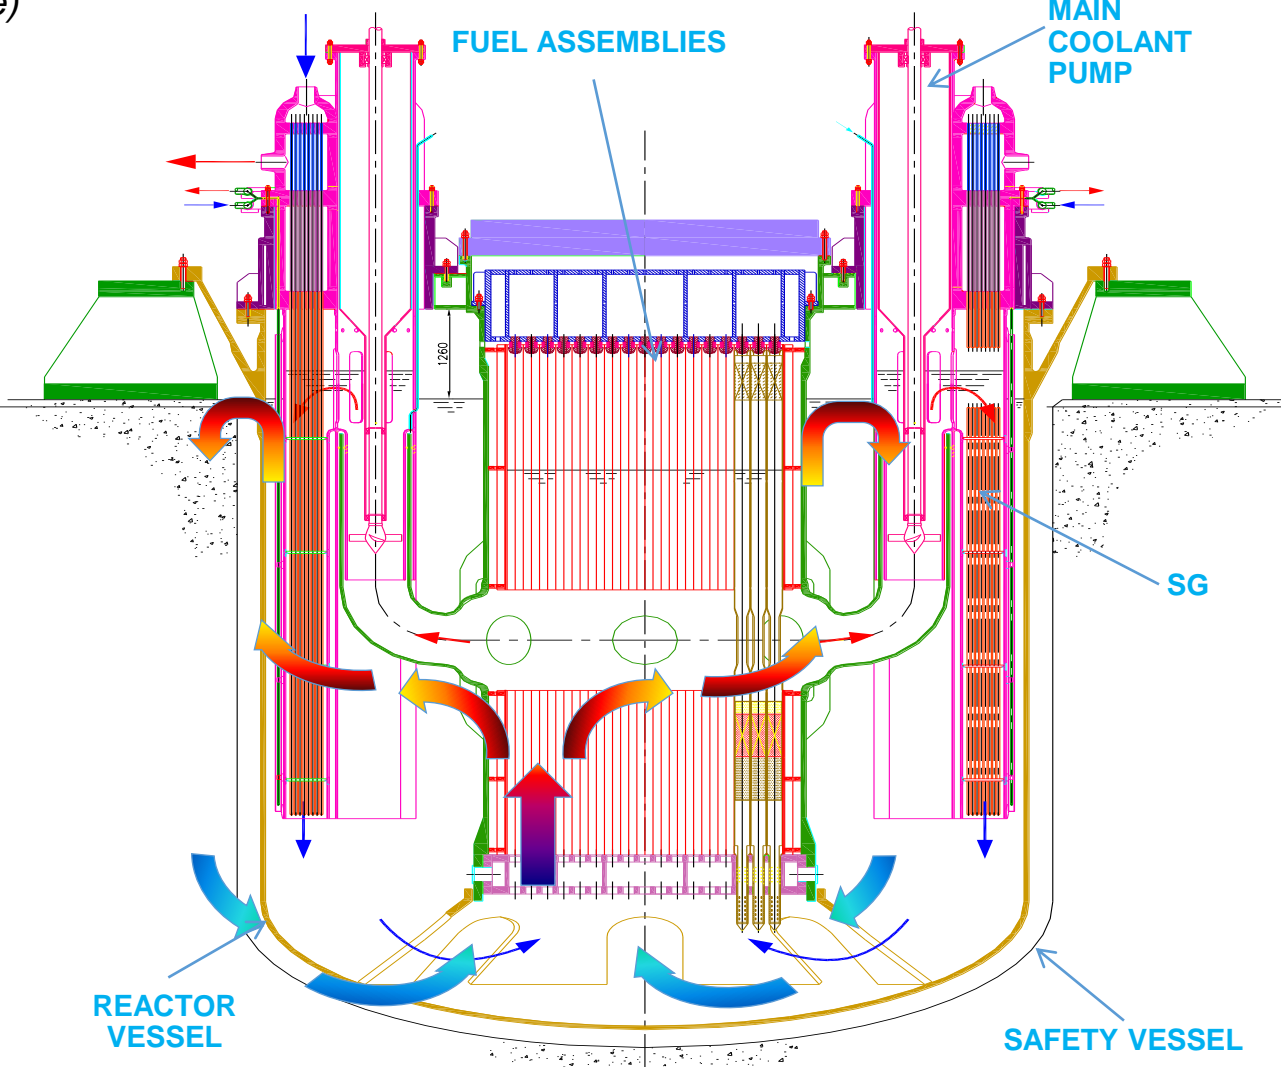 e)
MAIN
COOLANT
PUMP
FUEL ASSEMBLIES
1260
SG
REACTOR
VESSEL
SAFETY VESSEL